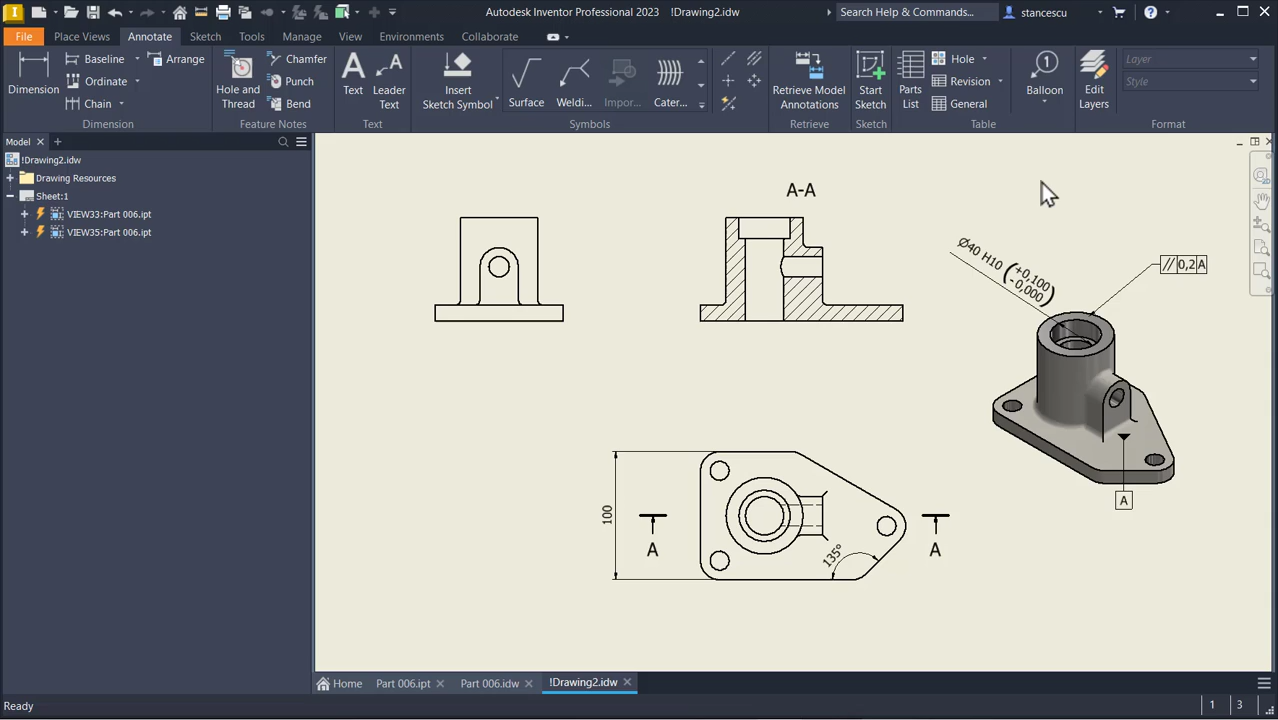 Autodesk Inventor Professional 2023 !Drawing2.idw
Search Help & Commands...
stancescu
File
Place Views
Annotate
Sketch
Tools
Manage
View
Environments
Collaborate
Dimension
Baseline
Ordinate
Chain
Arrange
Dimension
Hole and
Thread
Chamfer
Punch
Bend
Feature Notes
Text
Leader
Text
Text
Insert
Sketch Symbol
Surface
Weldi...
Impor...
Cater...
Symbols
Retrieve Model
Annotations
Retrieve
Start
Sketch
Sketch
Parts
List
Hole
Revision
General
Table
Balloon
Edit
Layers
Layer
Style
Format
Model
!Drawing2.idw
Drawing Resources
Sheet:1
VIEW33:Part 006.ipt
VIEW35:Part 006.ipt
A-A
Ø40 H10 (+0,100 -0,000)
// 0,2 A
A
100
135°
A
A
Home
Part 006.ipt
Part 006.idw
!Drawing2.idw
Ready
1
3